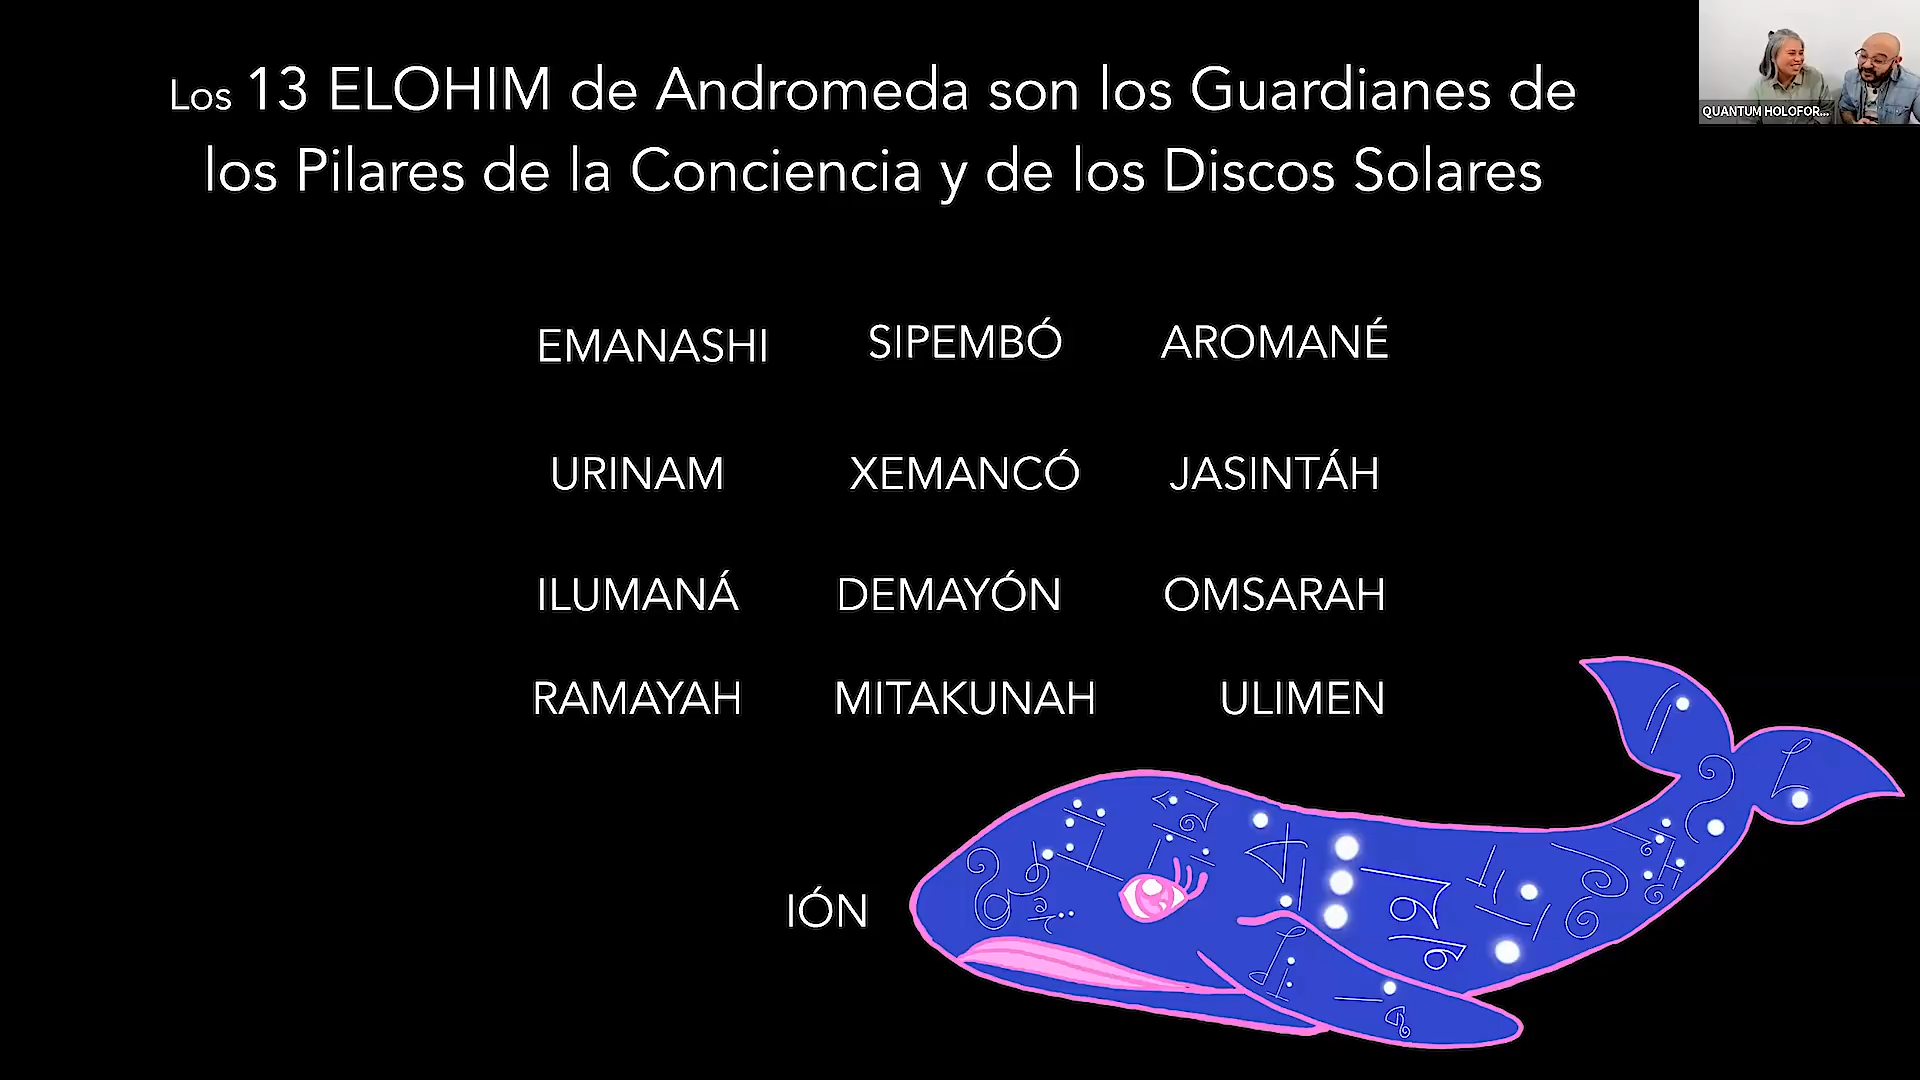 Los 13 ELOHIM de Andromeda son los Guardianes de
los Pilares de la Conciencia y de los Discos Solares
QUANTUM HOLOFOR...
EMANASHI SIPEMBÓ AROMANÉ
URINAM XEMANCÓ JASINTÁH
ILUMANÁ DEMAYÓN OMSARAH
RAMAYAH MITAKUNAH ULIMEN
IÓN